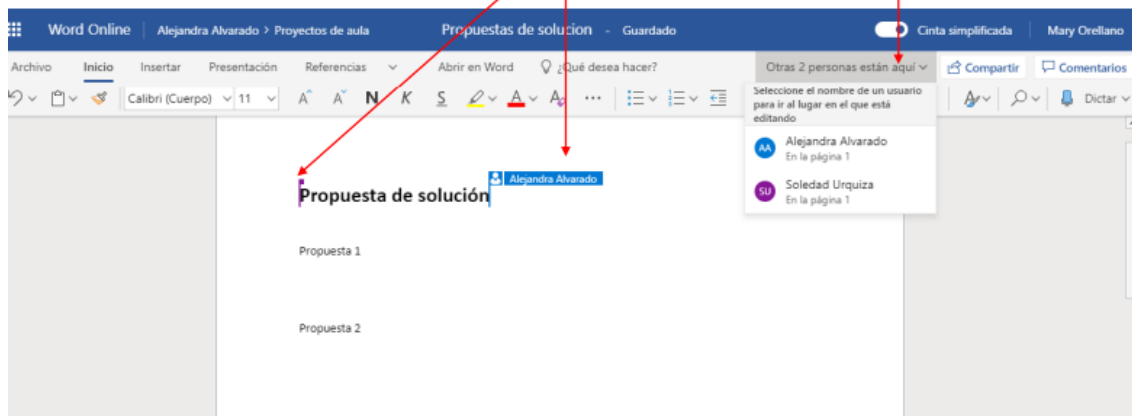 Word Online Alejandra Alvarado > Proyectos de aula Propuestas de solucion - Guardado Cinta simplificada Mary Orellano
Archivo Inicio Insertar Presentación Referencias Abrir en Word ¿Qué desea hacer? Otras 2 personas están aquí Compartir Comentarios
Calibri (Cuerpo) 11 A A N K S A A ... Dictar
Seleccione el nombre de un usuario
para ir al lugar en el que está
editando
AA Alejandra Alvarado
En la página 1
SU Soledad Urquiza
En la página 1
Alejandra Alvarado
Propuesta de solución
Propuesta 1
Propuesta 2